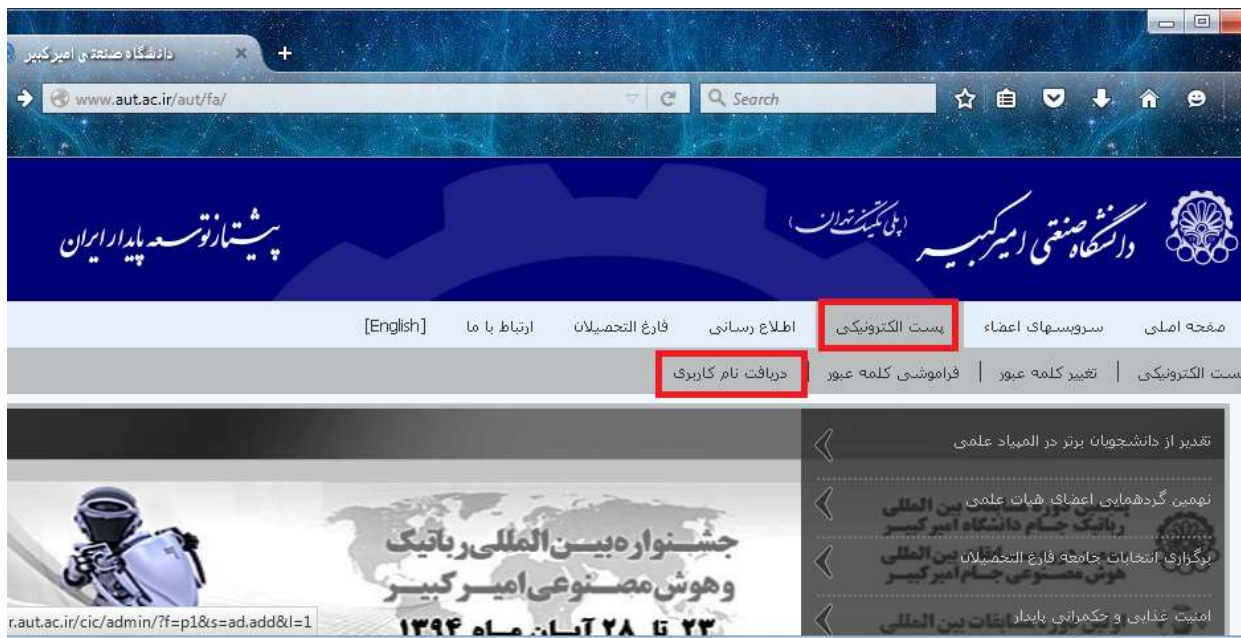 دانشگاه صنعتی امیرکبیر
www.aut.ac.ir/aut/fa/
Search
دانشگاه صنعتی امیرکبیر (پلی تکنیک تهران)
پیشتاز توسعه پایدار ایران
صفحه اصلی سرویسهای اعضاء پست الکترونیکی اطلاع رسانی فارغ التحصیلان ارتباط با ما [English]
ست الکترونیکی | تغییر کلمه عبور | فراموشی کلمه عبور | دریافت نام کاربری
تقدیر از دانشجویان برتر در المپیاد علمی
نهمین گردهمایی اعضای هیات علمی
برگزاری انتخابات جامعه فارغ التحصیلان
امنیت غذایی و حکمرانی پایدار
جشنواره بین المللی رباتیک
وهوش مصنوعی امیرکبیر
۲۳ تا ۲۸ آبان ماه ۱۳۹۴
r.aut.ac.ir/cic/admin/?f=p1&s=ad.add&l=1